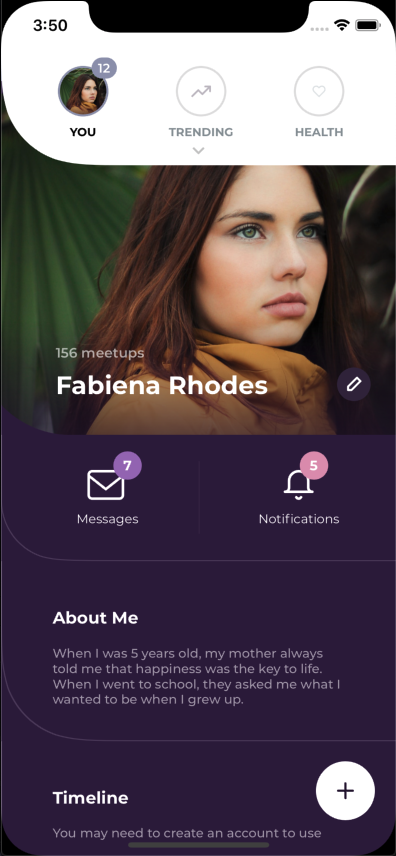 3:50
12
YOU
TRENDING
HEALTH
156 meetups
Fabiena Rhodes
7
5
Messages
Notifications
About Me
When I was 5 years old, my mother always
told me that happiness was the key to life.
When I went to school, they asked me what I
wanted to be when I grew up.
Timeline
You may need to create an account to use